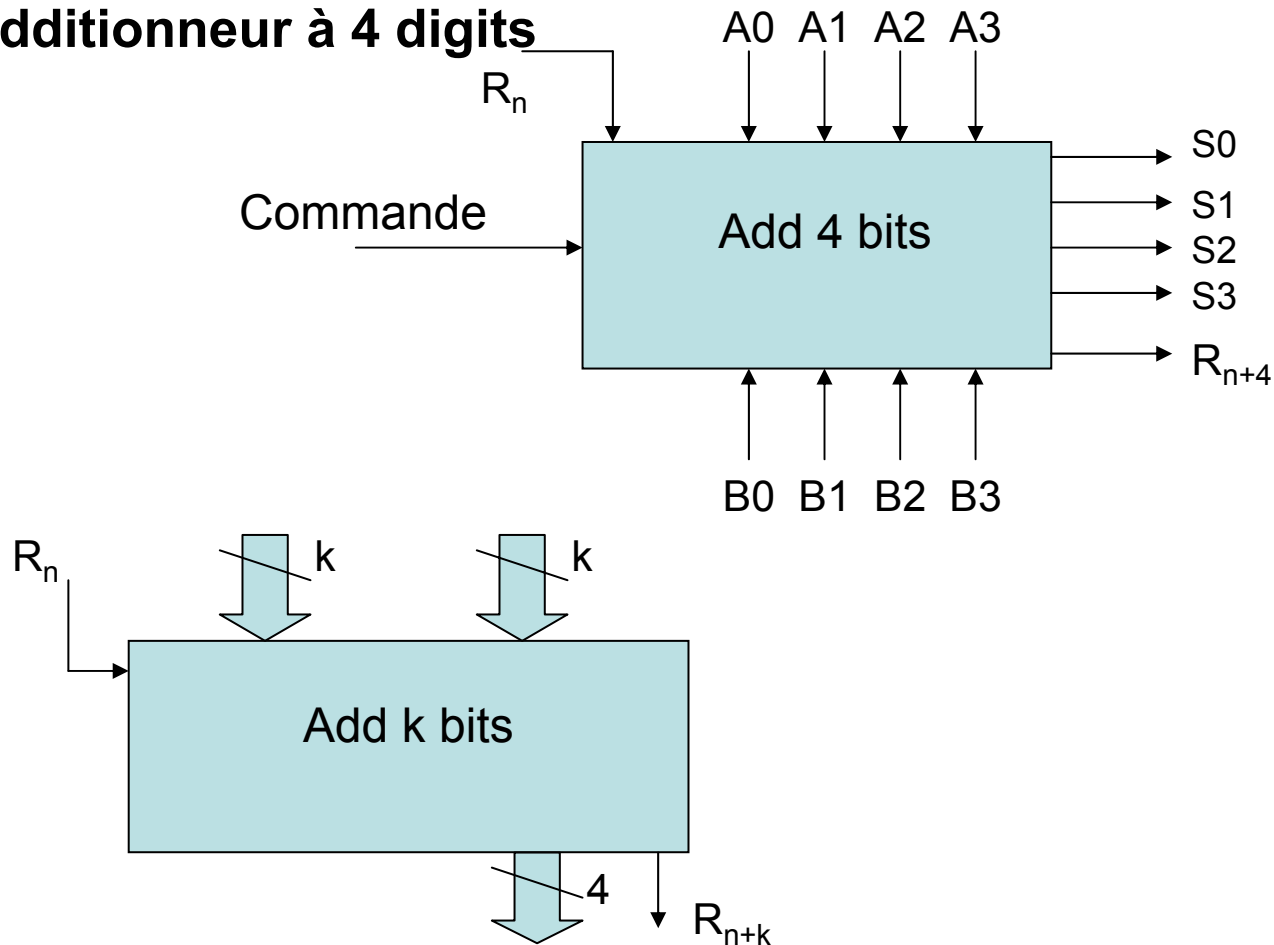 dditionneur à 4 digits
A0 A1 A2 A3
Rn
S0
Commande
Add 4 bits
S1
S2
S3
Rn+4
B0 B1 B2 B3
Rn
k
k
Add k bits
4
Rn+k